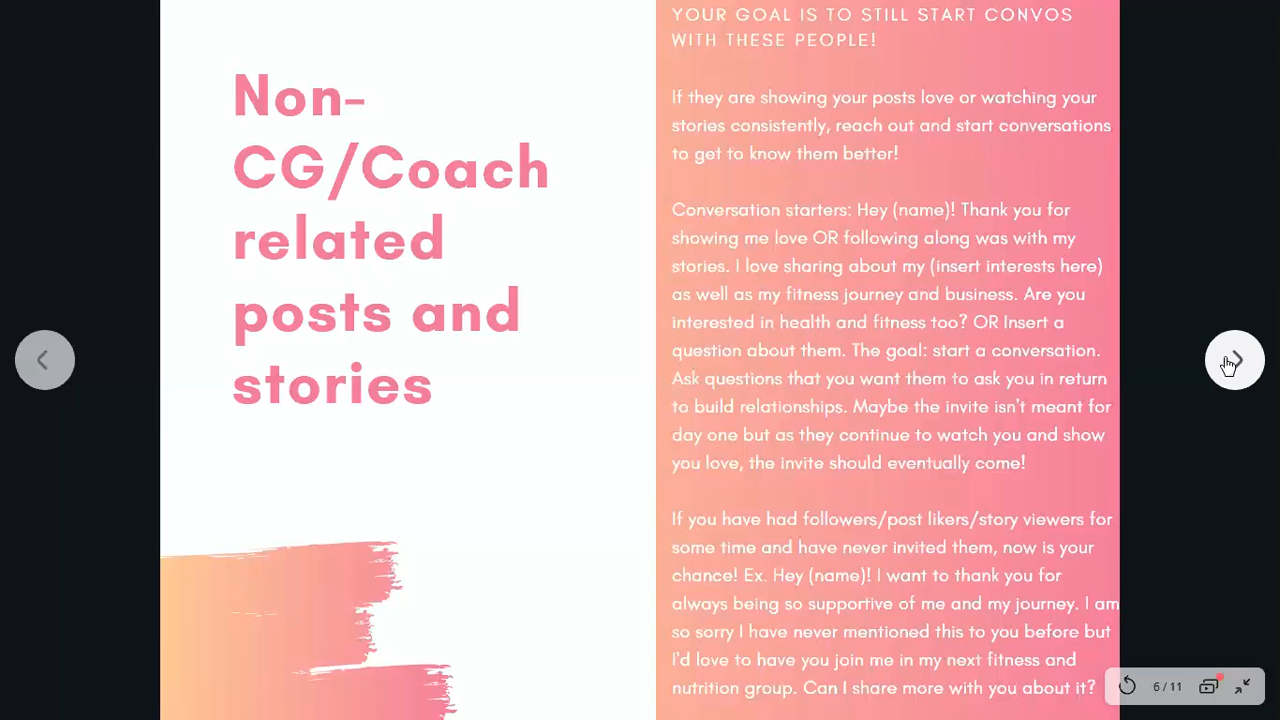 Non-
CG/Coach
related
posts and
stories
YOUR GOAL IS TO STILL START CONVOS
WITH THESE PEOPLE!
If they are showing your posts love or watching your
stories consistently, reach out and start conversations
to get to know them better!
Conversation starters: Hey (name)! Thank you for
showing me love OR following along was with my
stories. I love sharing about my (insert interests here)
as well as my fitness journey and business. Are you
interested in health and fitness too? OR Insert a
question about them. The goal: start a conversation.
Ask questions that you want them to ask you in return
to build relationships. Maybe the invite isn't meant for
day one but as they continue to watch you and show
you love, the invite should eventually come!
If you have had followers/post likers/story viewers for
some time and have never invited them, now is your
chance! Ex. Hey (name)! I want to thank you for
always being so supportive of me and my journey. I am
so sorry I have never mentioned this to you before but
I'd love to have you join me in my next fitness and
nutrition group. Can I share more with you about it?
6 / 11